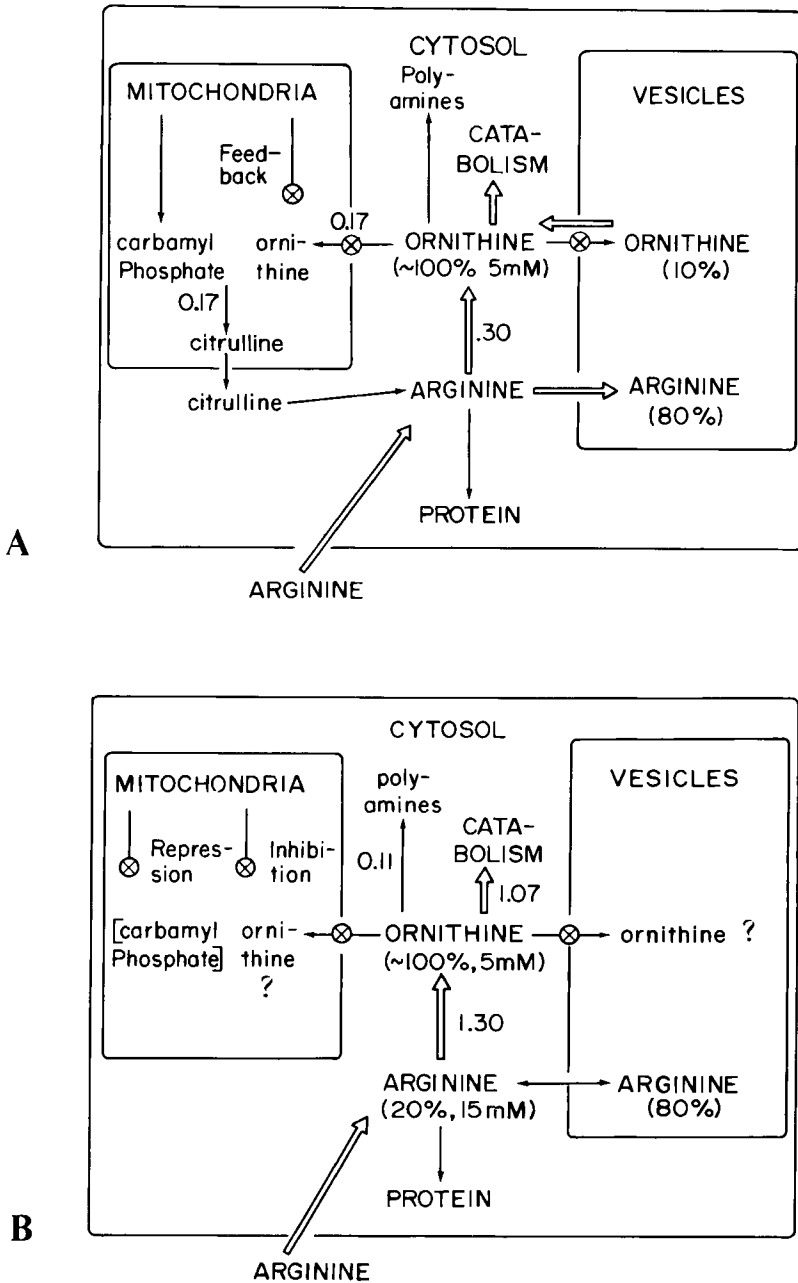 CYTOSOL
MITOCHONDRIA
Poly-
amines
VESICLES
CATA-
BOLISM
Feed-
back
0.17
carbamyl
Phosphate
orni-
thine
ORNITHINE
(~100% 5mM)
ORNITHINE
(10%)
0.17
.30
citrulline
citrulline
ARGININE
ARGININE
(80%)
PROTEIN
A
ARGININE
CYTOSOL
MITOCHONDRIA
poly-
amines
VESICLES
Repres-
sion
Inhibi-
tion
CATA-
BOLISM
0.11
1.07
[carbamyl
Phosphate]
orni-
thine
?
ORNITHINE
(~100%,5mM)
ornithine ?
1.30
ARGININE
(20%,15mM)
ARGININE
(80%)
PROTEIN
B
ARGININE